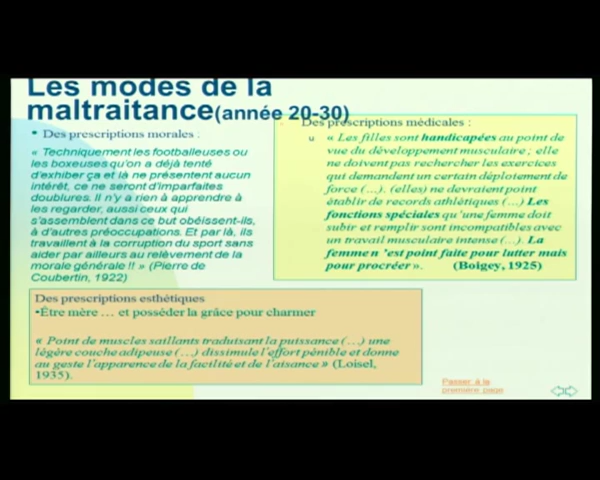 Les modes de la
maltraitance(année 20-30)
• Des prescriptions morales :
« Techniquement les footballeuses ou
les boxeuses qu'on a déjà tenté
d'exhiber ça et là ne présentent aucun
intérêt, ce ne seront d'imparfaites
doublures. Il n'y a rien à apprendre à
les regarder, aussi ceux qui
s'assemblent dans ce but obéissent-ils,
à d'autres préoccupations. Et par là, ils
travaillent à la corruption du sport sans
aider par ailleurs au relèvement de la
morale générale !! » (Pierre de
Coubertin, 1922)
Des prescriptions médicales :
u « Les filles sont handicapées au point de
vue du développement musculaire ; elle
ne doivent pas rechercher les exercices
qui demandent un certain déploiement de
force (…). (elles) ne devraient point
établir de records athlétiques (…) Les
fonctions spéciales qu'une femme doit
subir et remplir sont incompatibles avec
un travail musculaire intense (…). La
femme n 'est point faite pour lutter mais
pour procréer ». (Boigey, 1925)
Des prescriptions esthétiques
•Être mère … et posséder la grâce pour charmer
« Point de muscles saillants traduisant la puissance (…) une
légère couche adipeuse (…) dissimule l'effort pénible et donne
au geste l'apparence de la facilité et de l'aisance » (Loisel,
1935).
Passer à la
première page